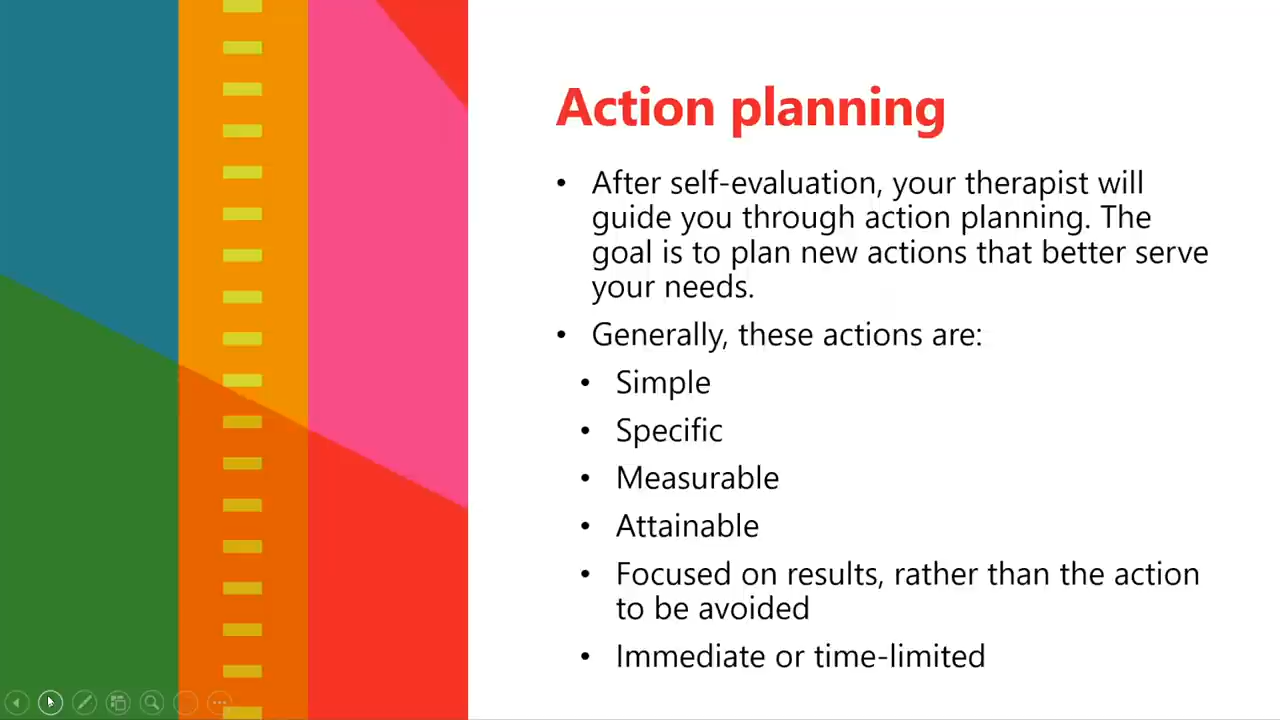 Action planning
• After self-evaluation, your therapist will
guide you through action planning. The
goal is to plan new actions that better serve
your needs.
• Generally, these actions are:
• Simple
• Specific
• Measurable
• Attainable
• Focused on results, rather than the action
to be avoided
• Immediate or time-limited